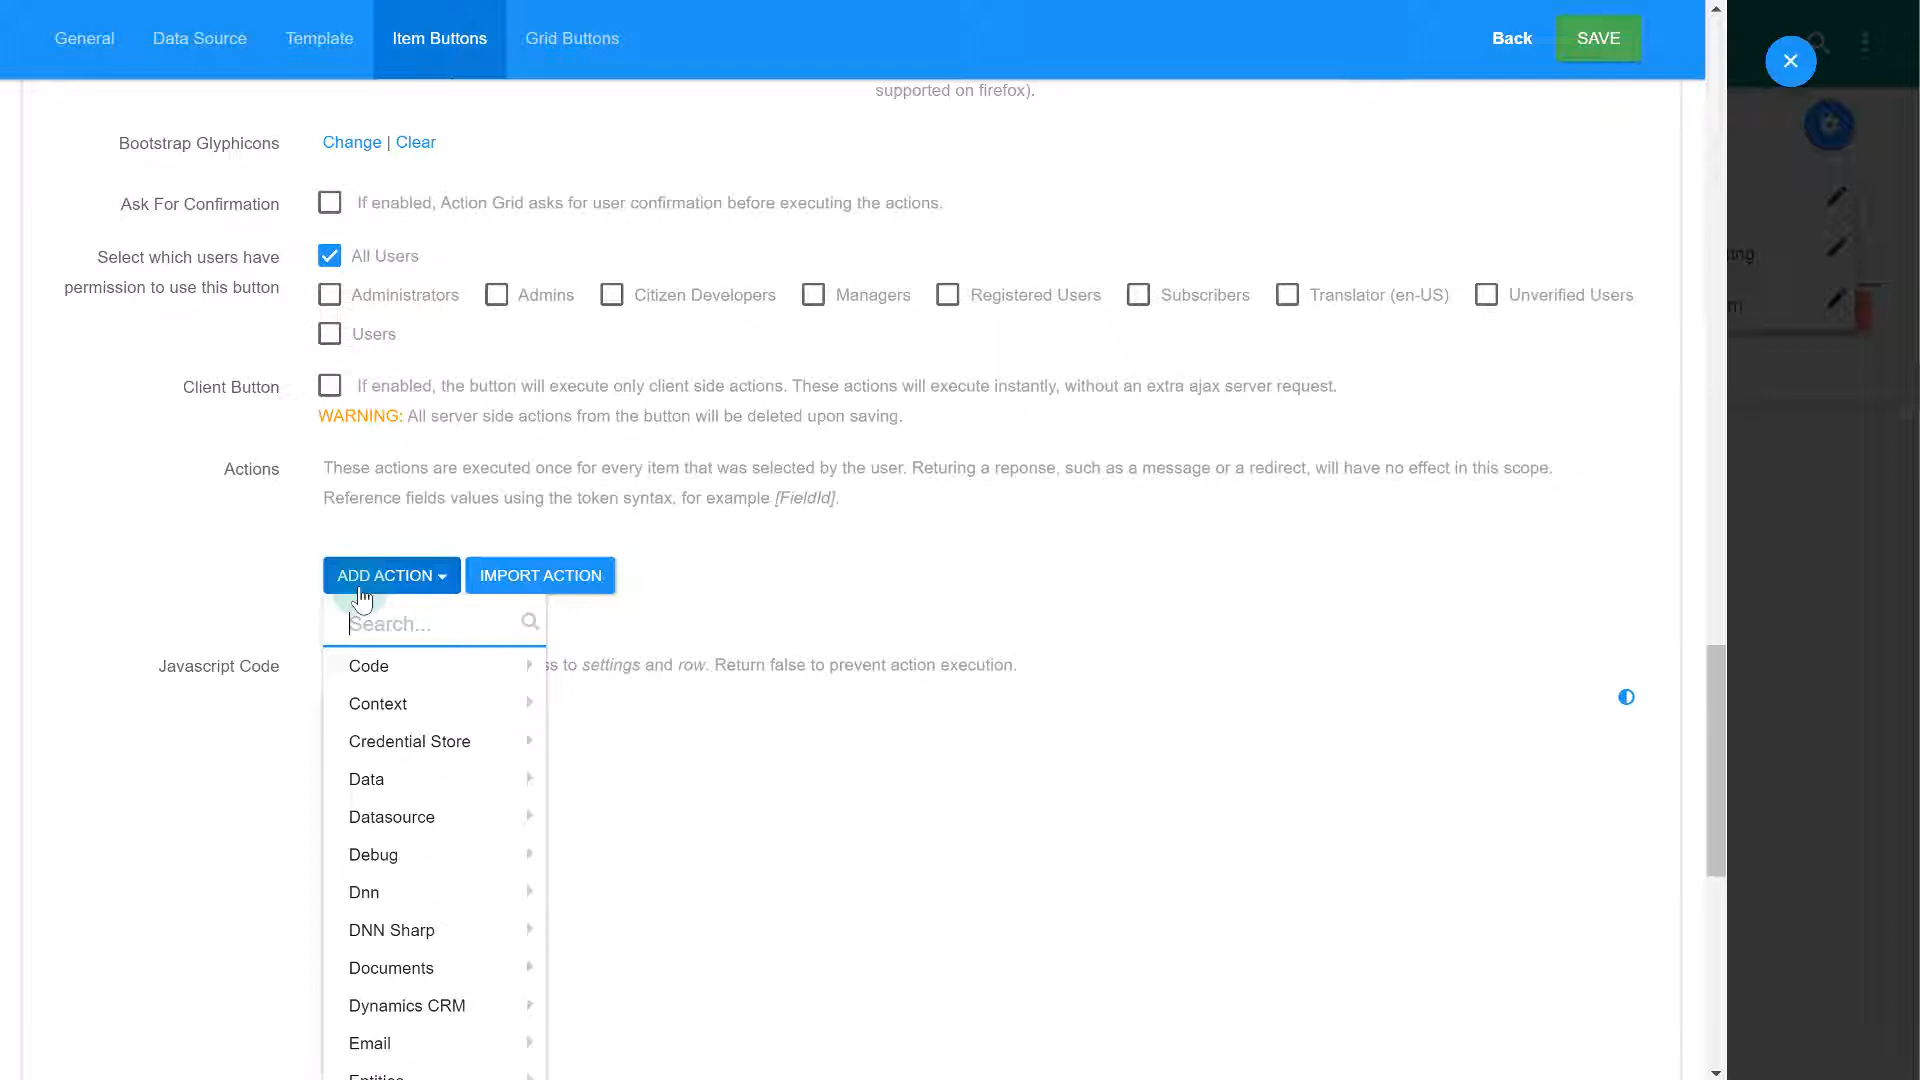 General
Data Source
Template
Item Buttons
Grid Buttons
Back
SAVE
supported on firefox).
Bootstrap Glyphicons
Change | Clear
Ask For Confirmation
If enabled, Action Grid asks for user confirmation before executing the actions.
Select which users have
permission to use this button
All Users
Administrators
Admins
Citizen Developers
Managers
Registered Users
Subscribers
Translator (en-US)
Unverified Users
Users
Client Button
If enabled, the button will execute only client side actions. These actions will execute instantly, without an extra ajax server request.
WARNING: All server side actions from the button will be deleted upon saving.
Actions
These actions are executed once for every item that was selected by the user. Returing a reponse, such as a message or a redirect, will have no effect in this scope.
Reference fields values using the token syntax, for example [FieldId].
ADD ACTION
IMPORT ACTION
Search...
Javascript Code
ss to settings and row. Return false to prevent action execution.
Code
Context
Credential Store
Data
Datasource
Debug
Dnn
DNN Sharp
Documents
Dynamics CRM
Email
Entities